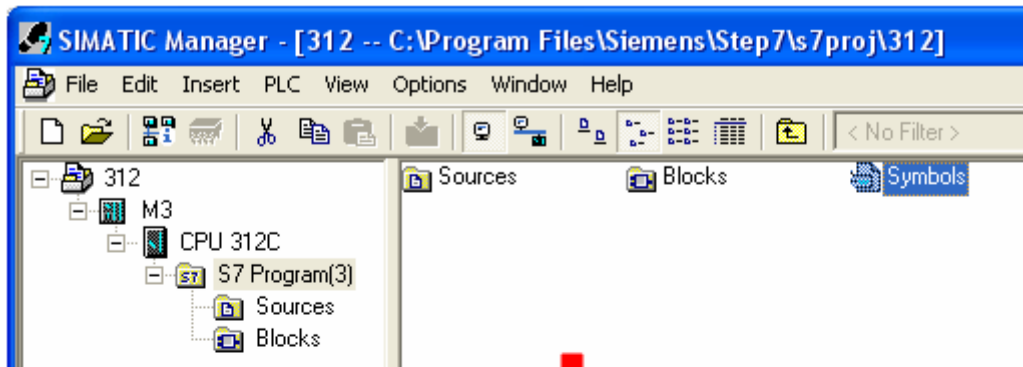 SIMATIC Manager - [312 -- C:\Program Files\Siemens\Step7\s7proj\312]
File Edit Insert PLC View Options Window Help
< No Filter >
312
M3
CPU 312C
S7 Program(3)
Sources
Blocks
Sources Blocks Symbols